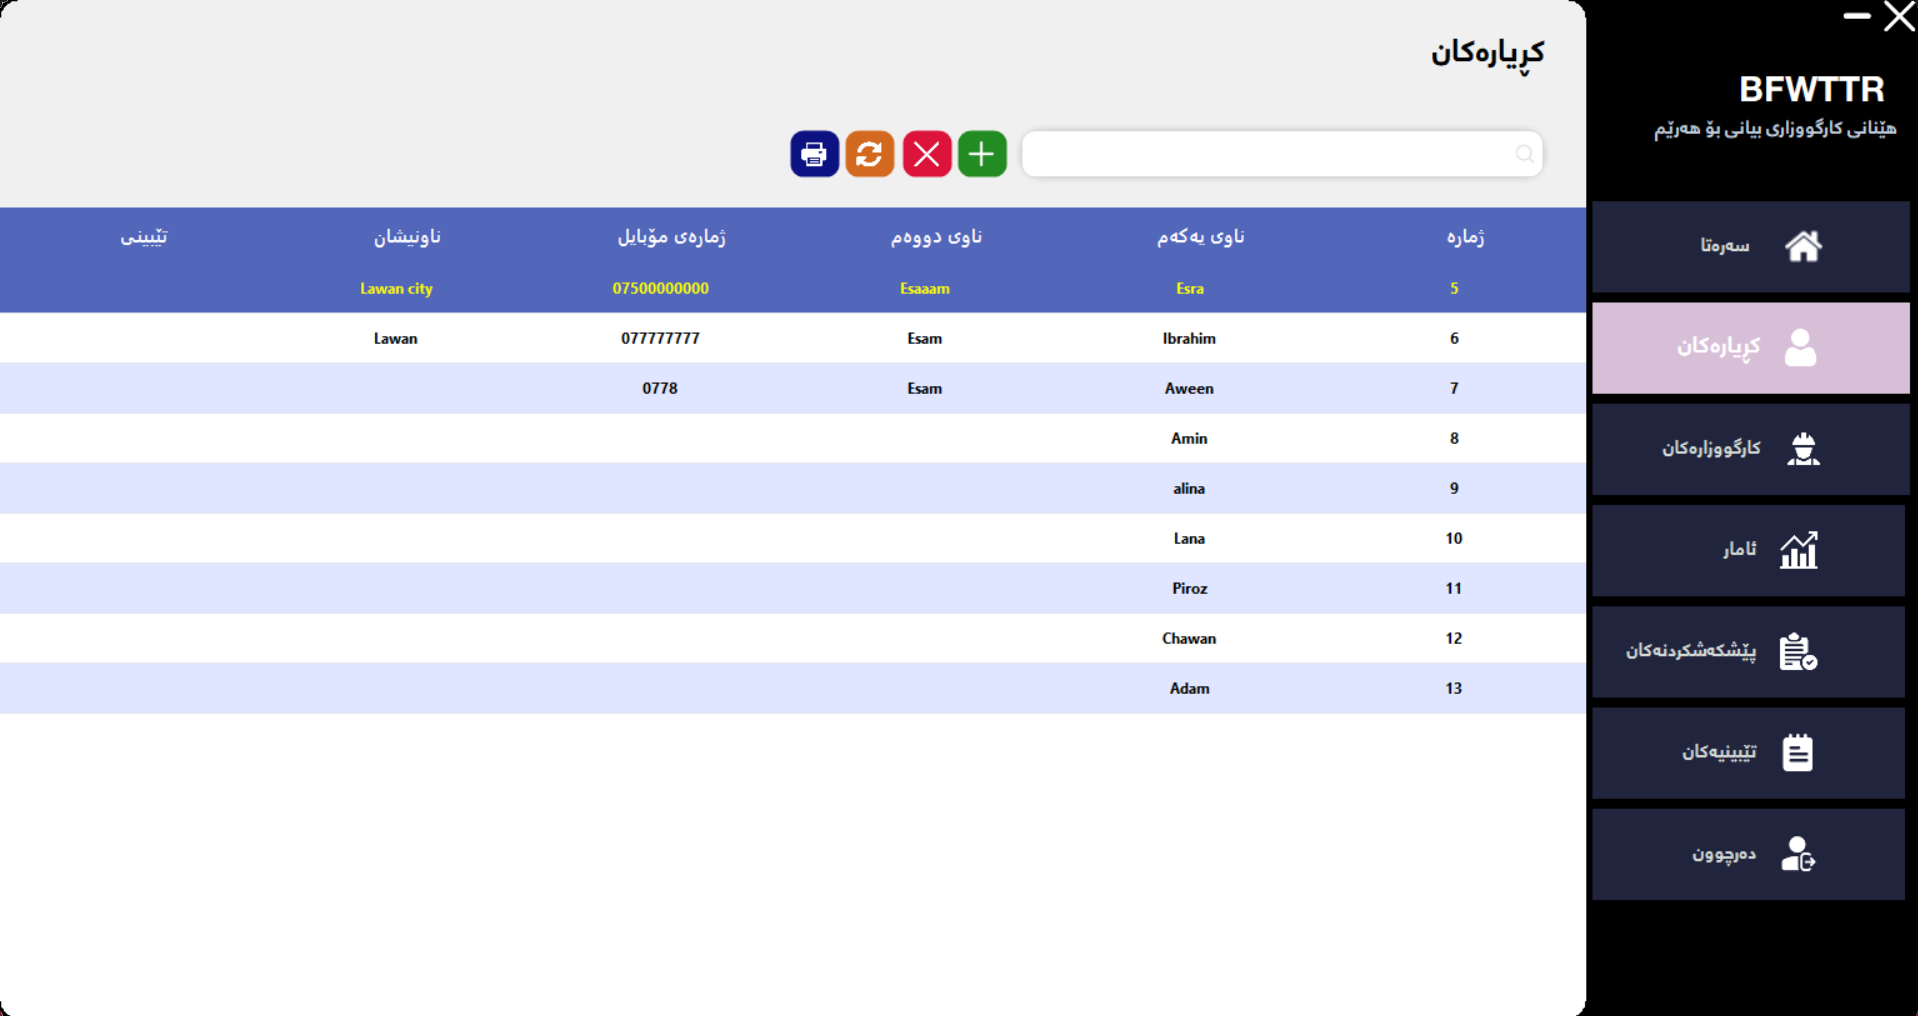 کڕیارەکان
BFWTTR
هێنانی کارگووزاری بیانی بۆ هەرێم
سەرەتا
کڕیارەکان
کارگووزارەکان
ئامار
پێشکەشکردنەکان
تێبینیەکان
دەرچوون
ژمارە ناوی یەکەم ناوی دووەم ژمارەی مۆبایل ناونیشان تێبینی
5 Esra Esaaam 07500000000 Lawan city
6 Ibrahim Esam 077777777 Lawan
7 Aween Esam 0778
8 Amin
9 alina
10 Lana
11 Piroz
12 Chawan
13 Adam